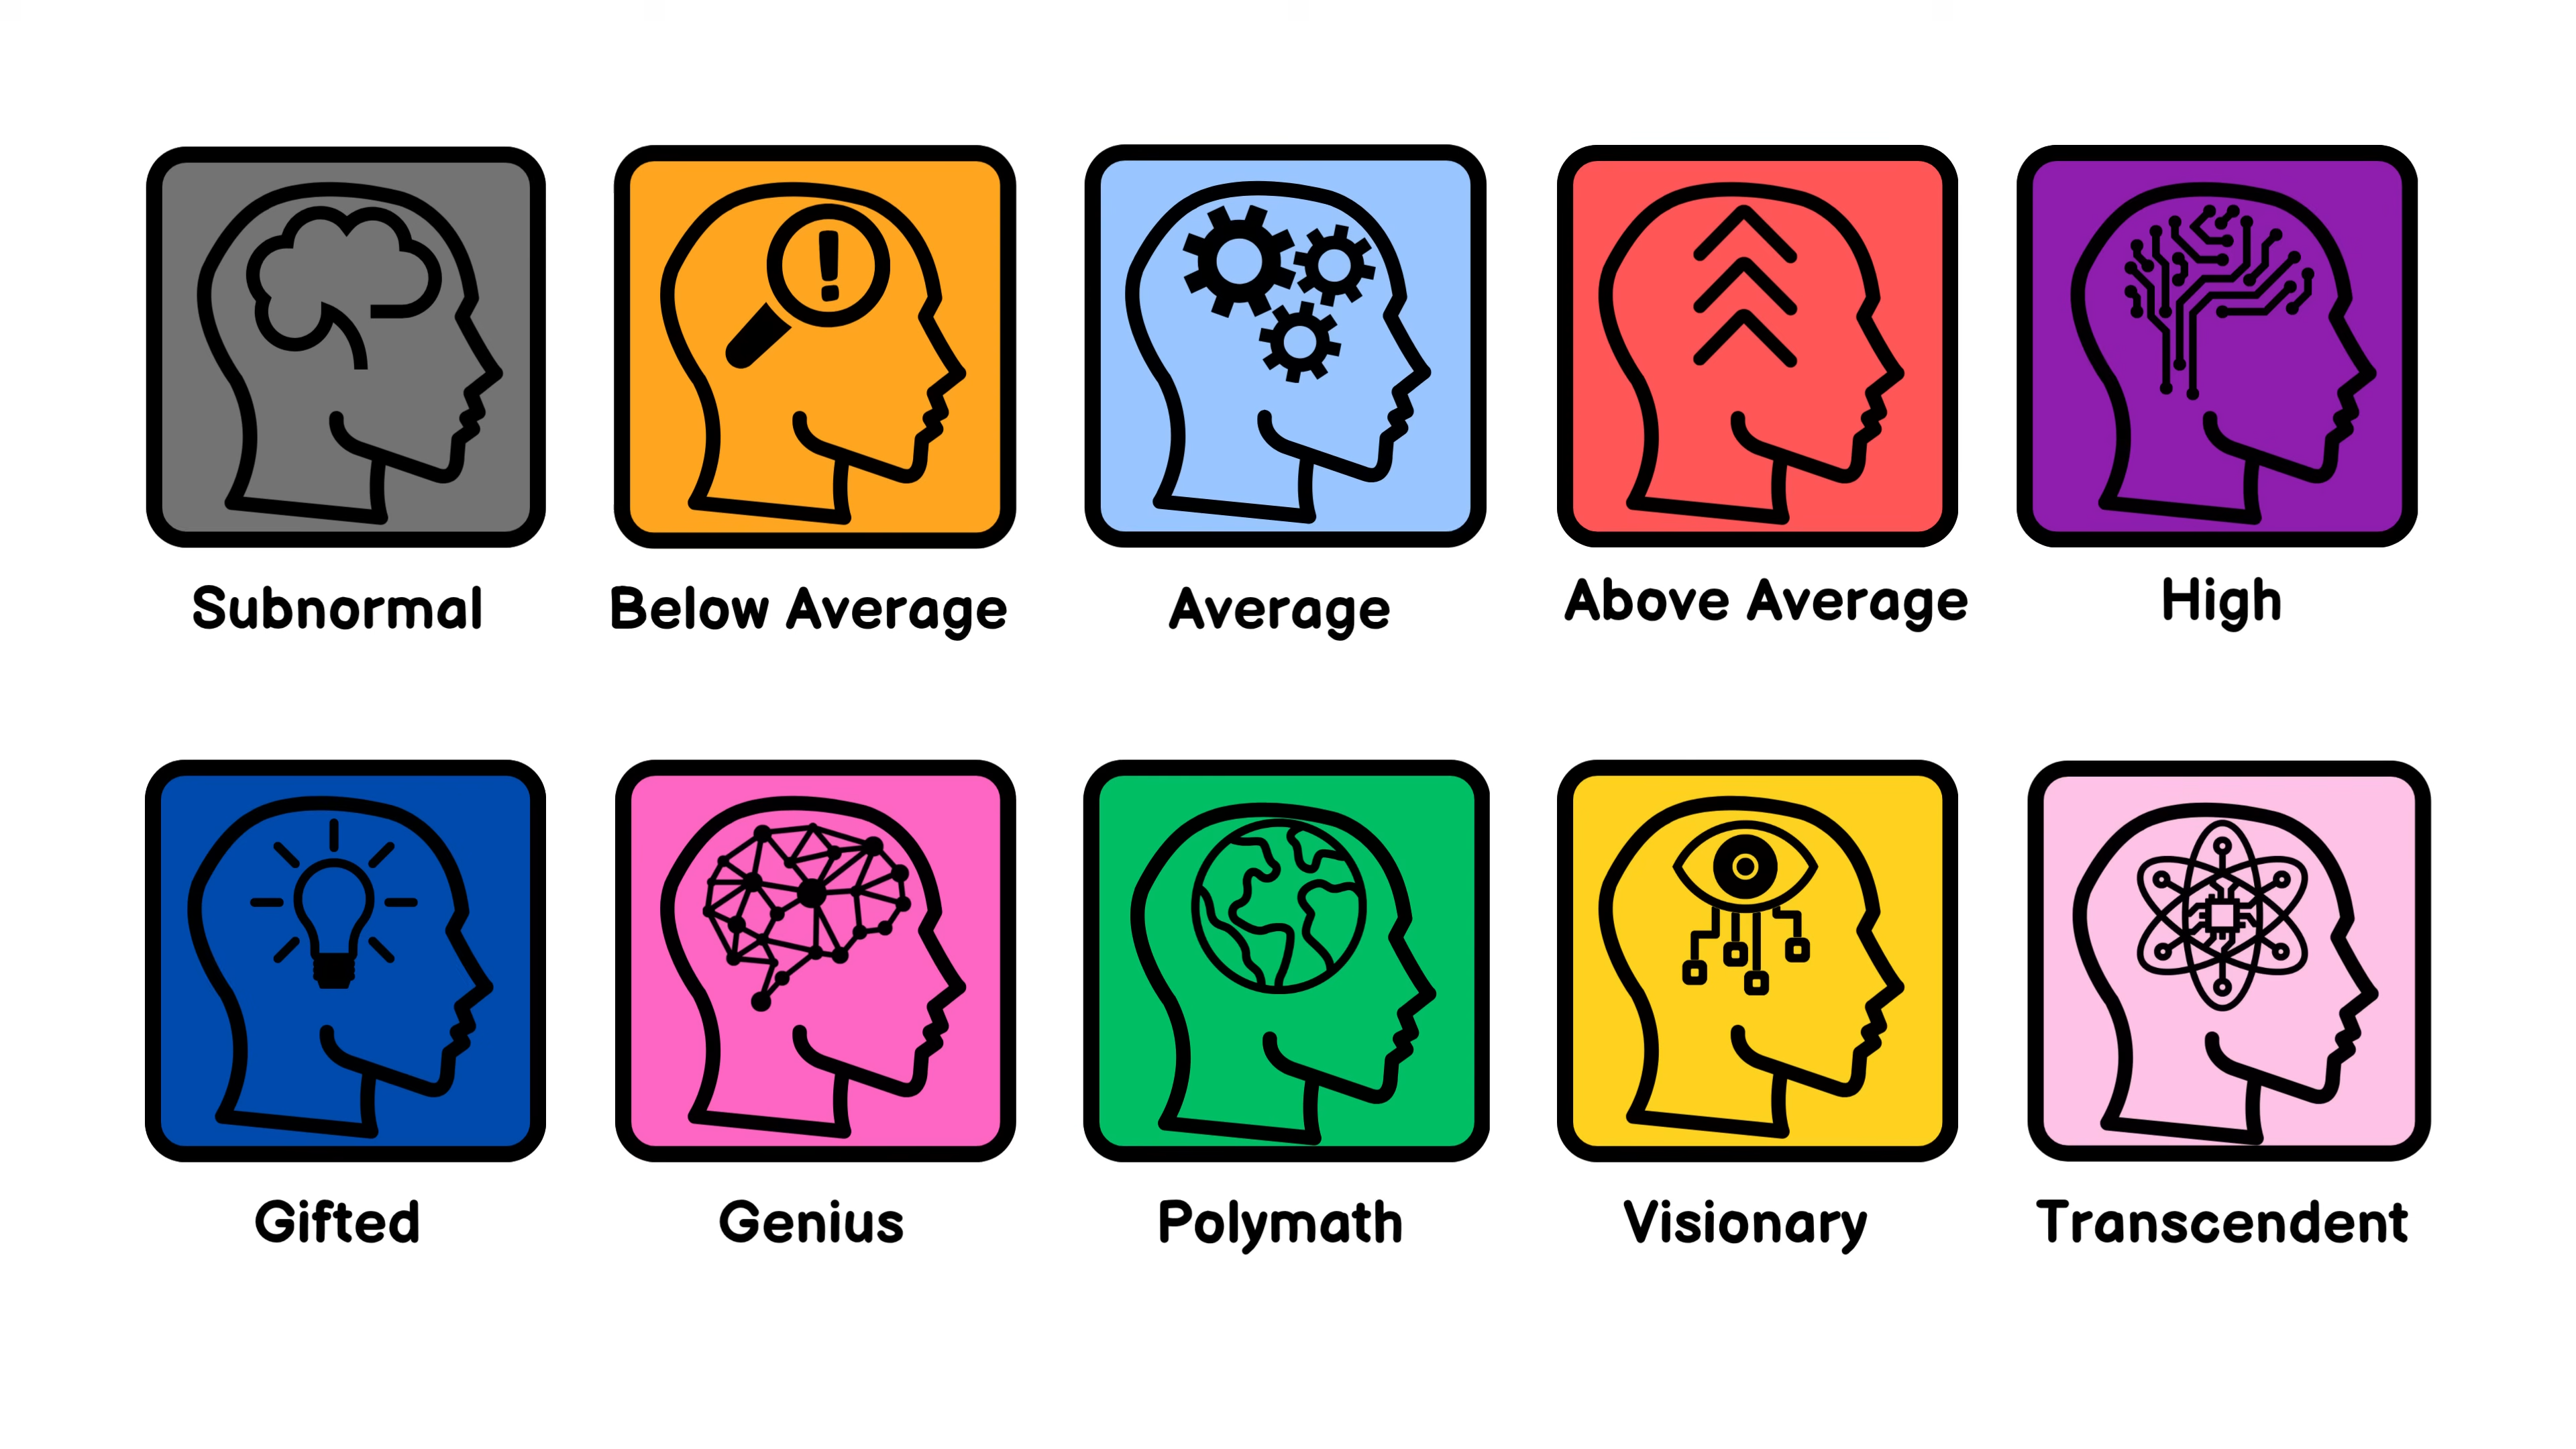 Subnormal
Below Average
Average
Above Average
High
Gifted
Genius
Polymath
Visionary
Transcendent